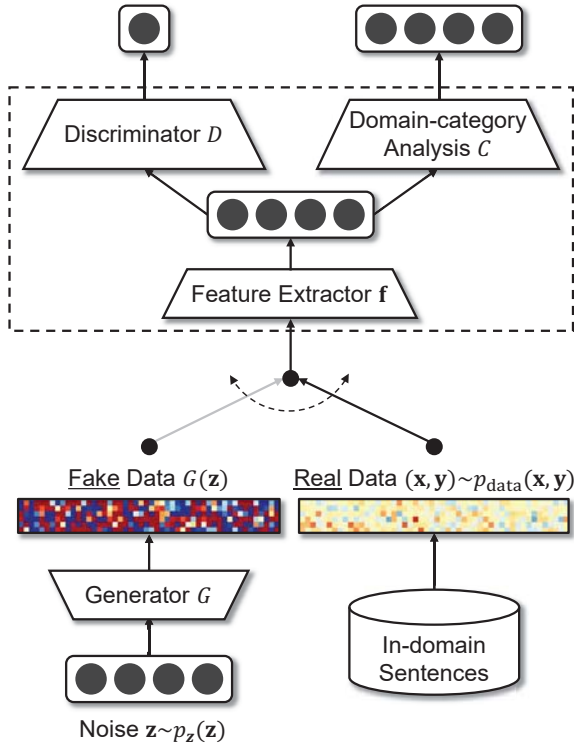 Discriminator D
Domain-category
Analysis C
Feature Extractor f
Fake Data G(z)
Real Data (x, y)~p_data(x, y)
Generator G
In-domain
Sentences
Noise z~p_z(z)